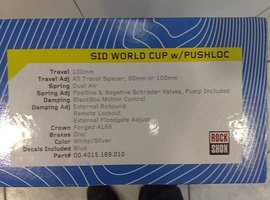 SID WORLD CUP w/PUSHLOC
Travel 100mm
Travel Adj All Travel Spacer, 80mm or 100mm
Spring Dual Air
Spring Adj Positive & Negative Schrader Valves, Pump Included
Damping BlackBox Motion Control
Damping Adj External Rebound
Remote Lockout
External Floodgate Adjust
Crown Forged AL66
Brakes Disc
Color White/Silver
Decals Included Blue
Part# 00.4015.169.010
ROCK
SHOX